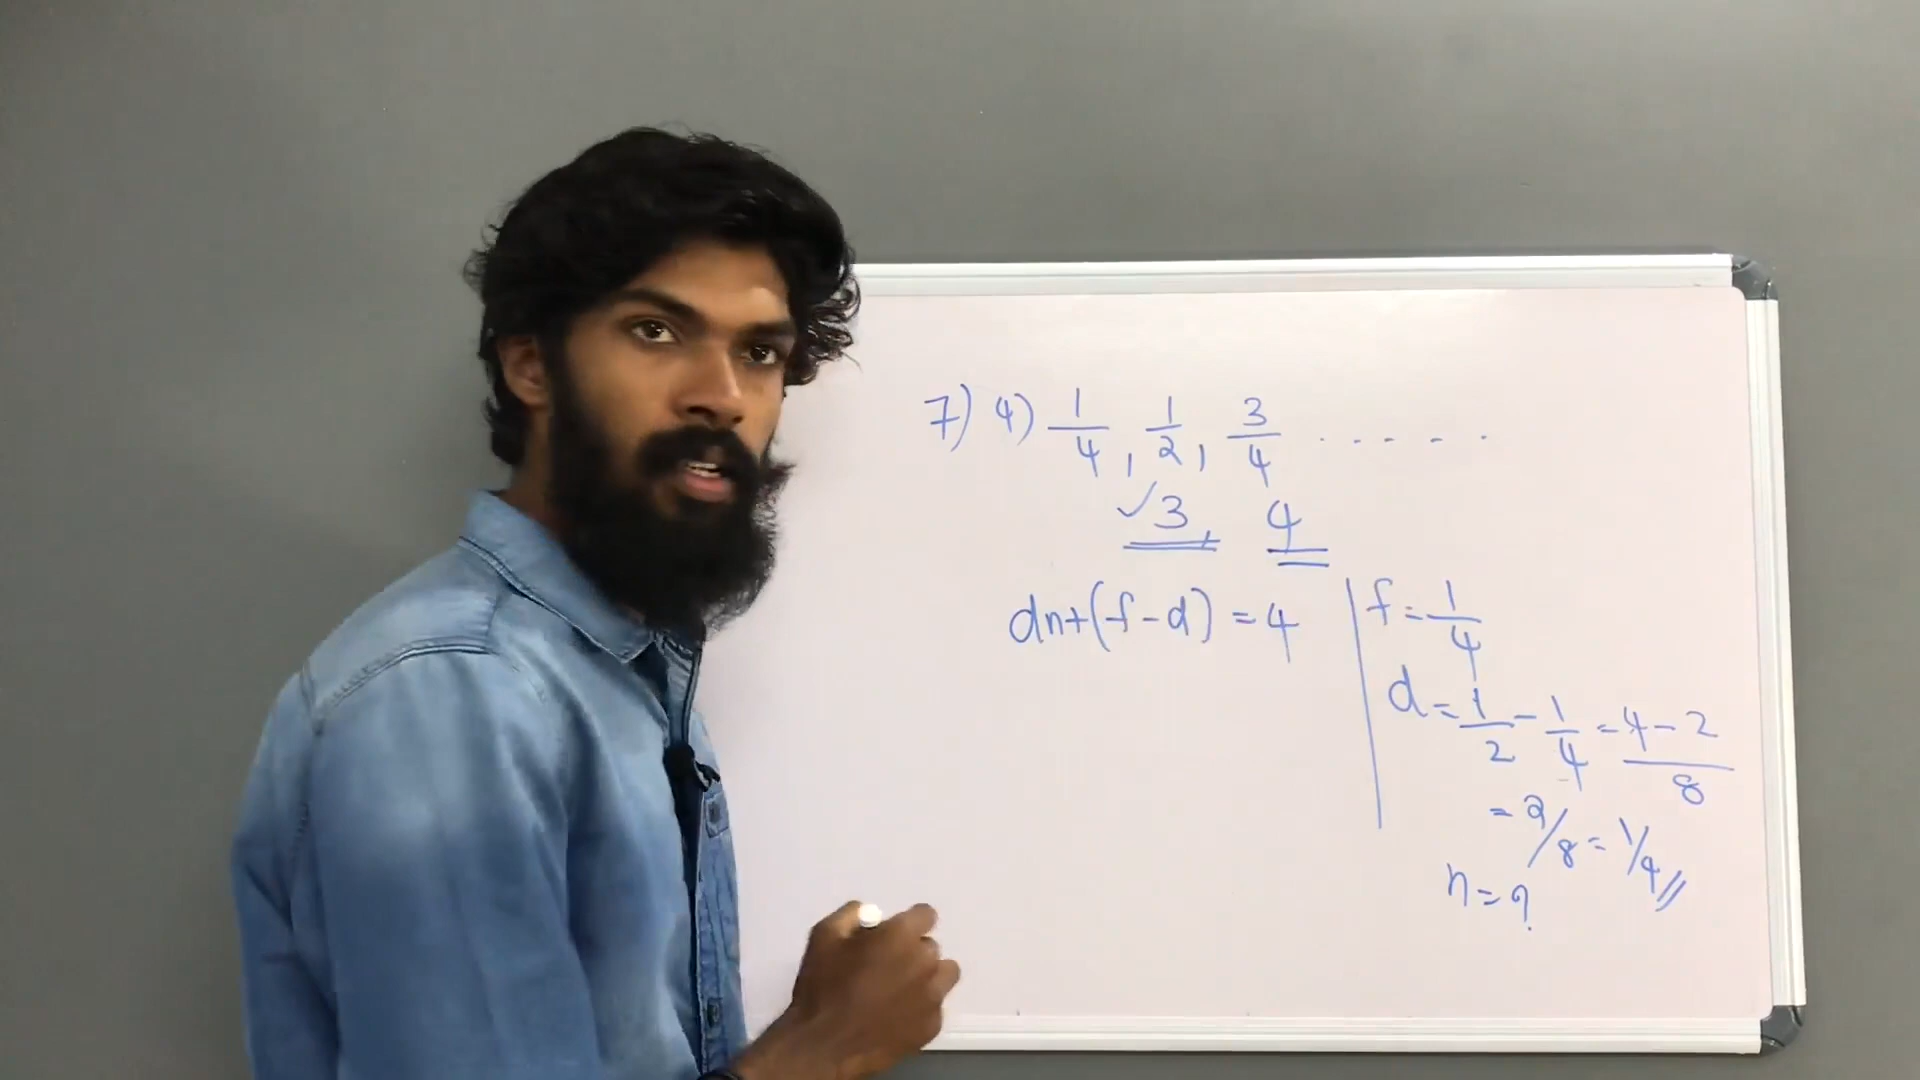 7) 4) 1/4, 1/2, 3/4 .....
✓3, 4
dn+(f-d) = 4
f = 1/4
d = 1/2 - 1/4 = 4-2/8
= 2/8 = 1/4 //
n = ?